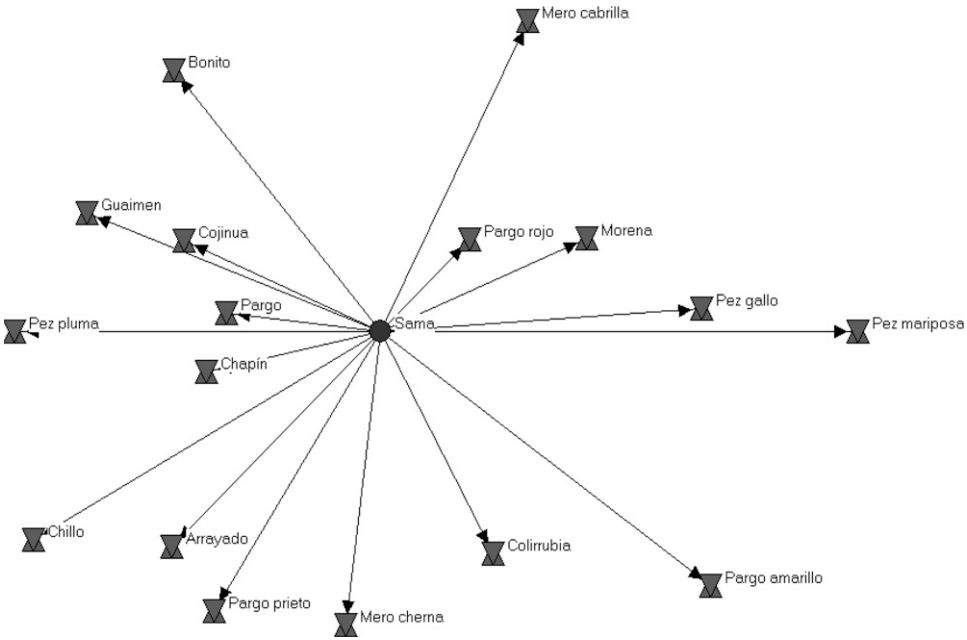 Mero cabrilla
Bonito
Guaimen
Cojinua
Pargo rojo
Morena
Pargo
Pez gallo
Pez pluma
Sama
Pez mariposa
Chapín
Chillo
Arrayado
Colirrubia
Pargo amarillo
Pargo prieto
Mero cherna